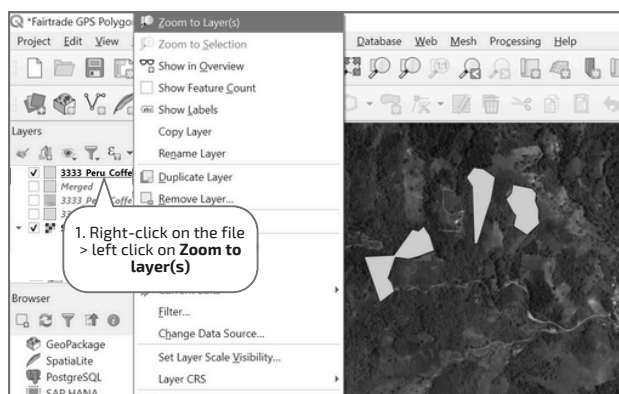 *Fairtrade GPS Polygo
Project Edit View
Database Web Mesh Processing Help
Zoom to Layer(s)
Zoom to Selection
Show in Overview
Show Feature Count
Show Labels
Copy Layer
Rename Layer
Duplicate Layer
Remove Layer...
Layers
3333 Peru Coffe
Merged
3333 Pe Coffe
1. Right-click on the file
> left click on Zoom to
layer(s)
Filter...
Change Data Source...
Set Layer Scale Visibility...
Layer CRS
Browser
GeoPackage
SpatiaLite
PostgreSQL
SAP HANA